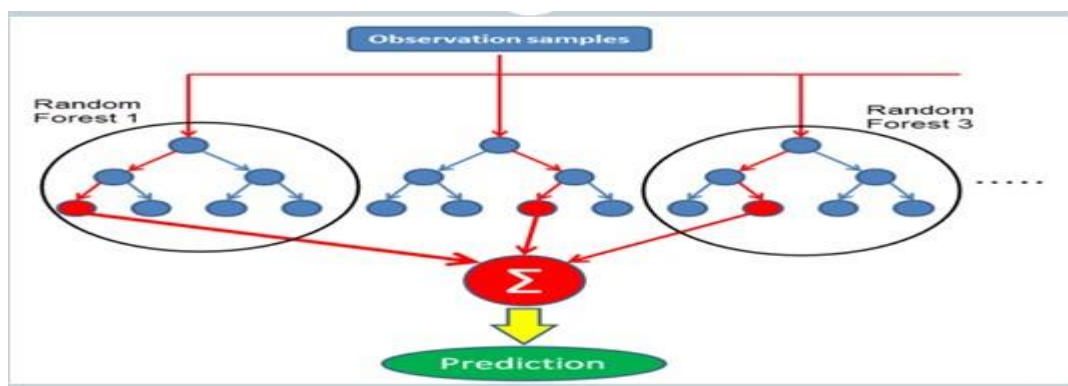 Observation samples
Random
Forest 1
Random
Forest 3
.....
Σ
Prediction